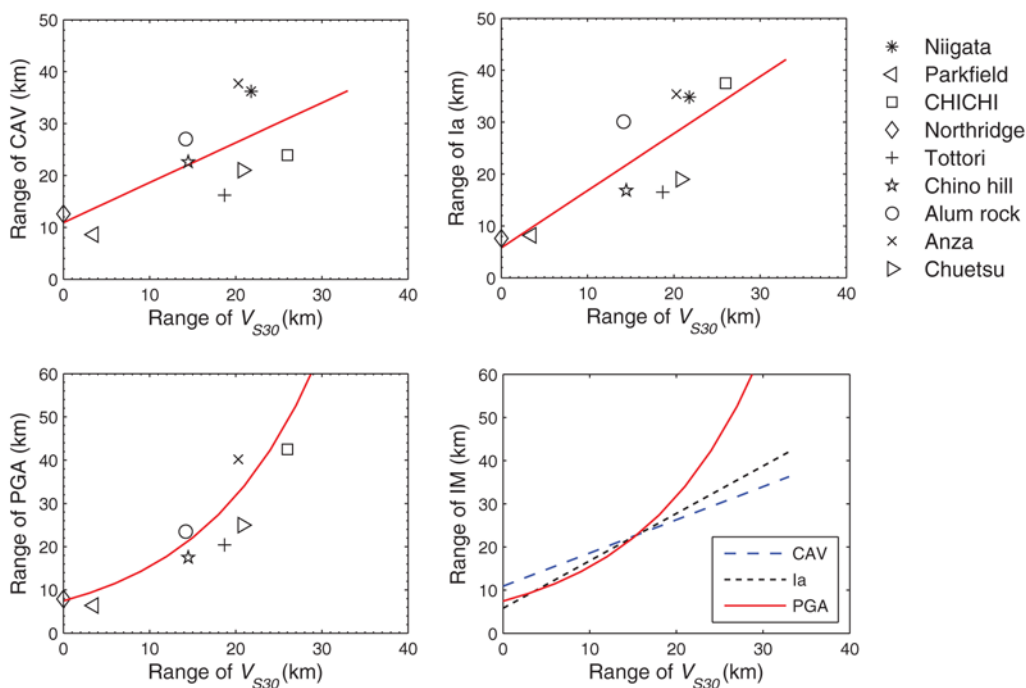 50
40
30
20
10
0
Range of CAV (km)
0 10 20 30 40
Range of VS30 (km)
50
40
30
20
10
0
Range of Ia (km)
0 10 20 30 40
Range of VS30 (km)
Niigata
Parkfield
CHICHI
Northridge
Tottori
Chino hill
Alum rock
Anza
Chuetsu
60
50
40
30
20
10
0
Range of PGA (km)
0 10 20 30 40
Range of VS30 (km)
60
50
40
30
20
10
0
Range of IM (km)
0 10 20 30 40
Range of VS30 (km)
CAV
Ia
PGA